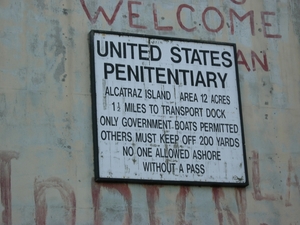 WELCOME
UNITED STATES
PENITENTIARY
ALCATRAZ ISLAND AREA 12 ACRES
1½ MILES TO TRANSPORT DOCK
ONLY GOVERNMENT BOATS PERMITTED
OTHERS MUST KEEP OFF 200 YARDS
NO ONE ALLOWED ASHORE
WITHOUT A PASS